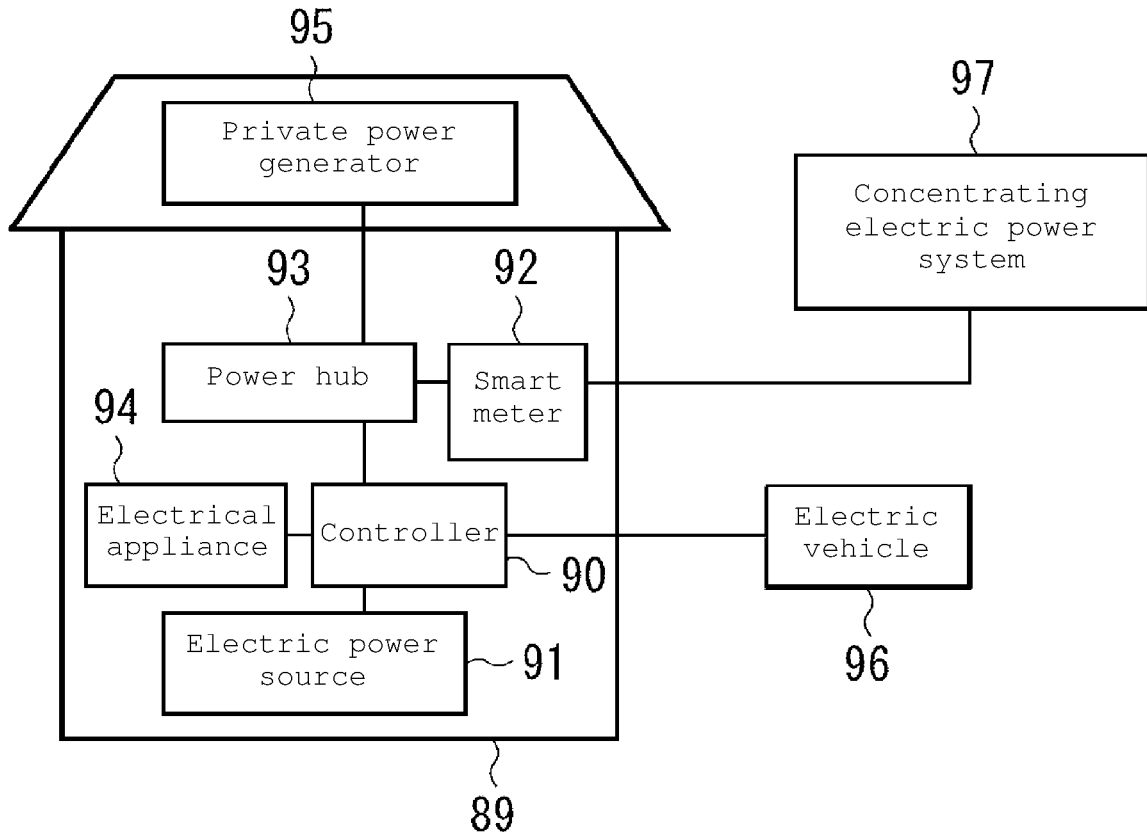 95
Private power
generator
97
Concentrating
electric power
system
93
92
Power hub
Smart
meter
94
Electrical
appliance
Controller
90
Electric
vehicle
96
Electric power
source
91
89